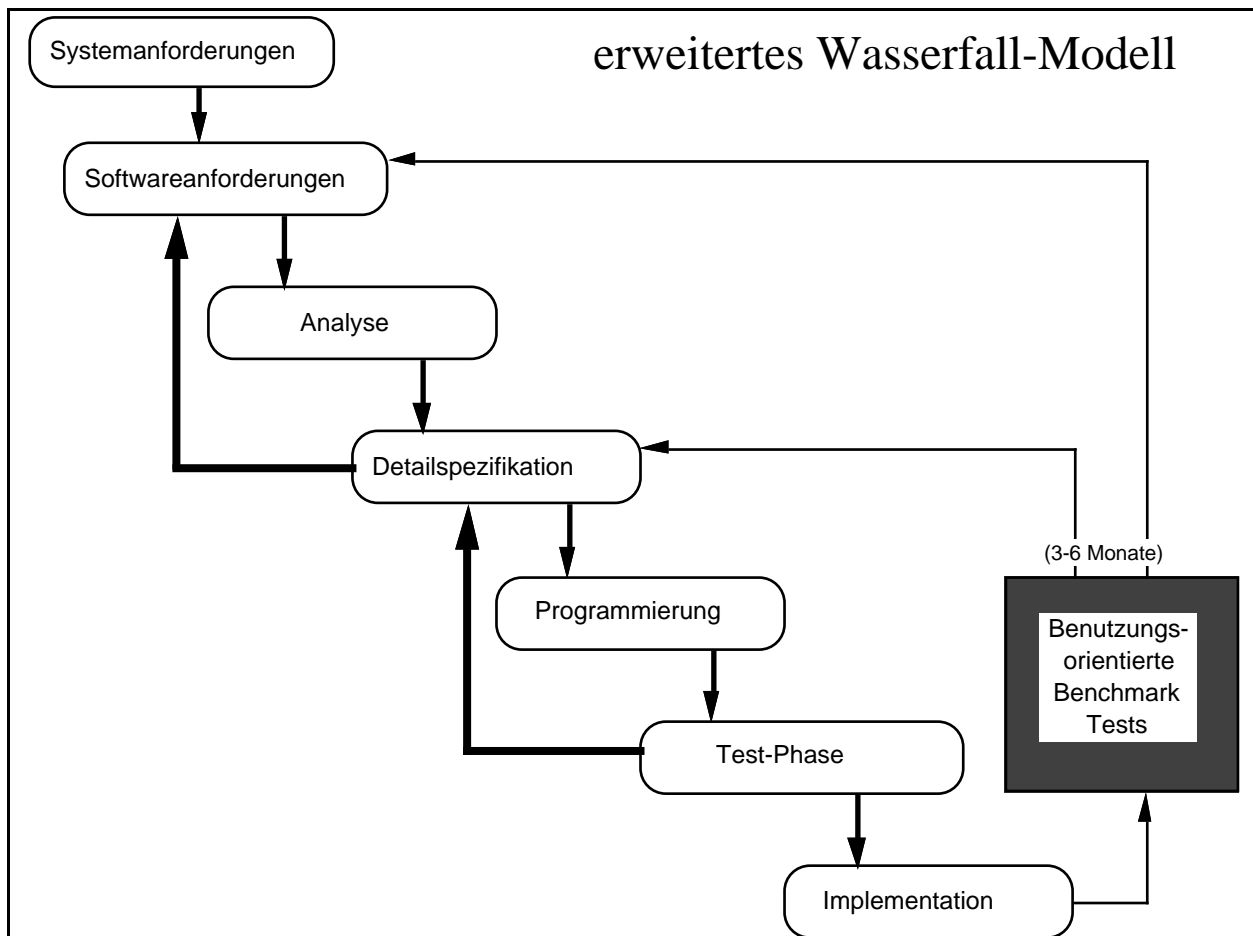 erweitertes Wasserfall-Modell
Systemanforderungen
Softwareanforderungen
Analyse
Detailspezifikation
(3-6 Monate)
Programmierung
Benutzungs-
orientierte
Benchmark
Tests
Test-Phase
Implementation